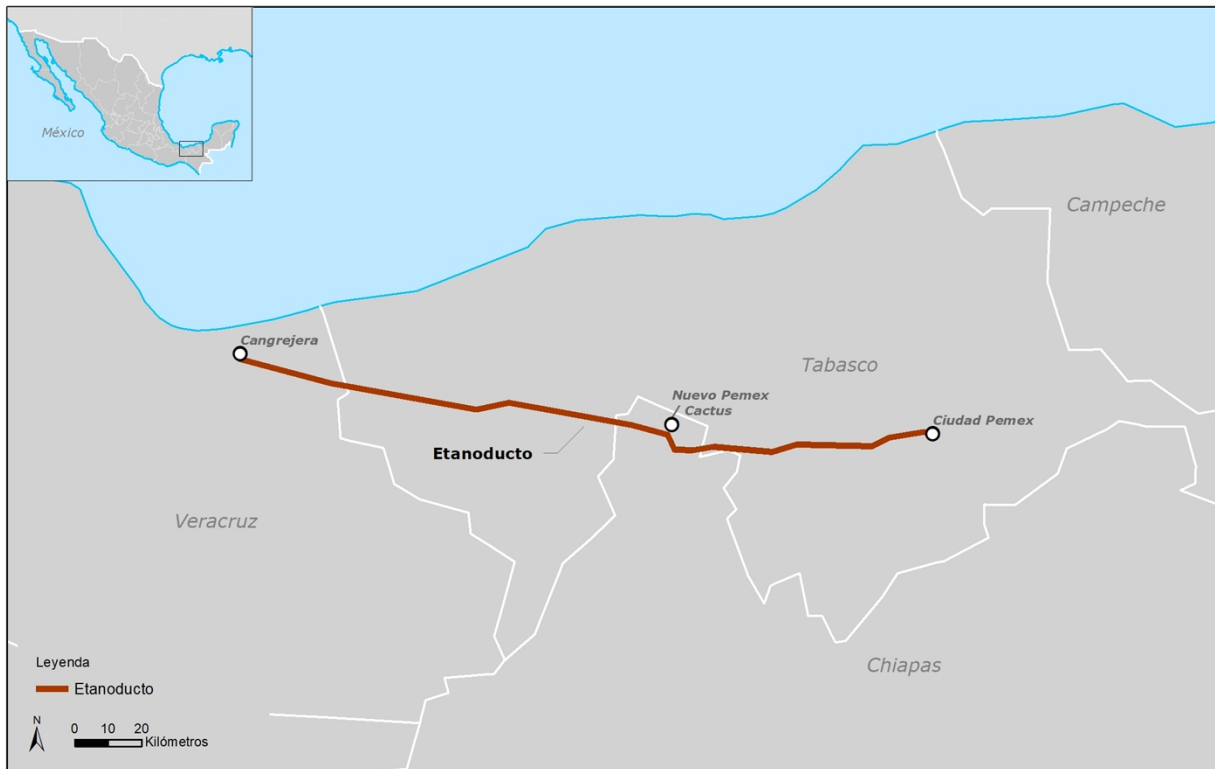 México
Campeche
Cangrejera
Tabasco
Nuevo Pemex
Cactus
Ciudad Pemex
Etanoducto
Veracruz
Chiapas
Leyenda
Etanoducto
N
0 10 20
Kilómetros